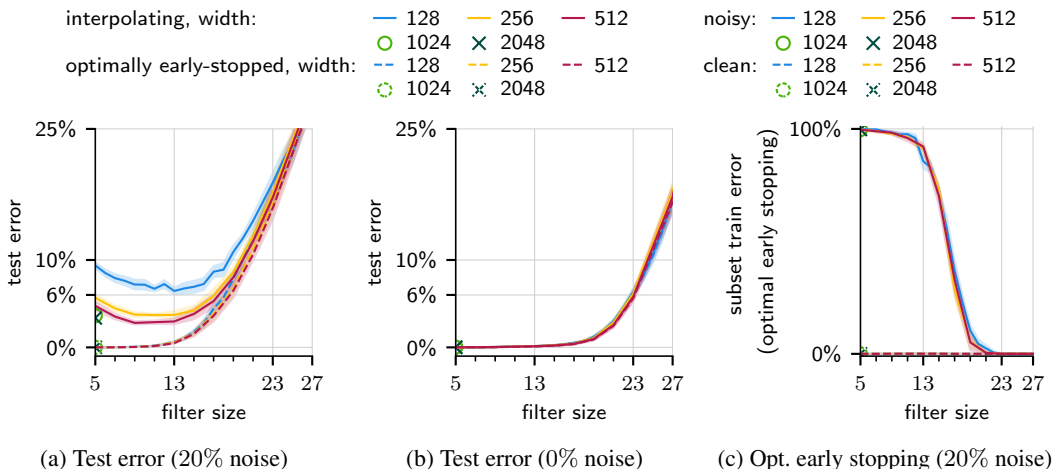 interpolating, width: 128 256 512
1024 2048
optimally early-stopped, width: 128 256 512
1024 2048
noisy: 128 256 512
1024 2048
clean: 128 256 512
1024 2048
25%
10%
6%
0%
test error
5 13 23 27
filter size
(a) Test error (20% noise)
25%
10%
6%
0%
test error
5 13 23 27
filter size
(b) Test error (0% noise)
100%
0%
subset train error
(optimal early stopping)
5 13 23 27
filter size
(c) Opt. early stopping (20% noise)